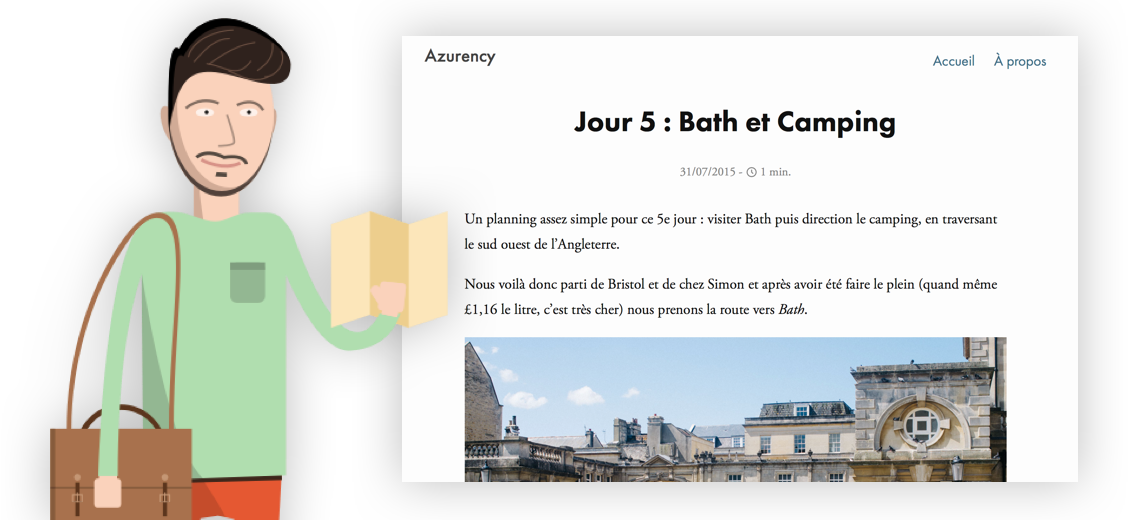 Azurency
Accueil
À propos
Jour 5 : Bath et Camping
31/07/2015 - 1 min.
Un planning assez simple pour ce 5e jour : visiter Bath puis direction le camping, en traversant
le sud ouest de l'Angleterre.
Nous voilà donc parti de Bristol et de chez Simon et après avoir été faire le plein (quand même
£1,16 le litre, c'est très cher) nous prenons la route vers Bath.